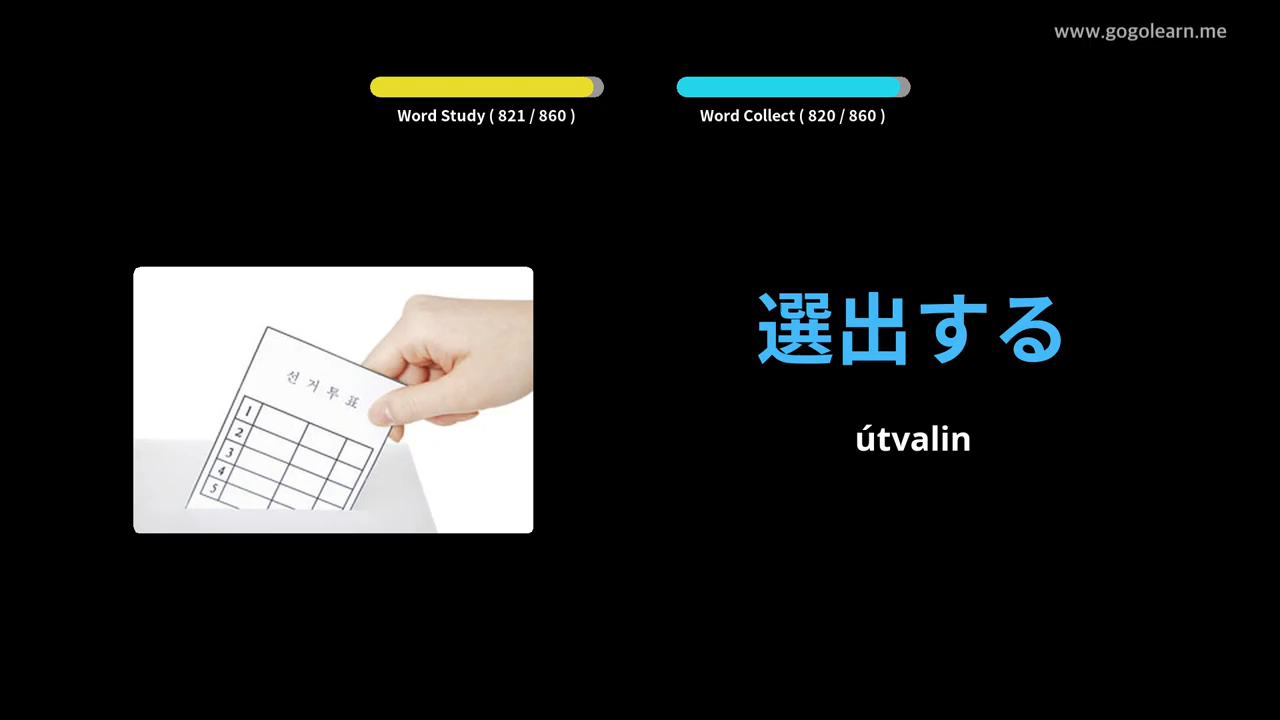 www.gogolearn.me
Word Study ( 821 / 860 )
Word Collect ( 820 / 860 )
선거투표
1
2
3
4
5
選出する
útvalin